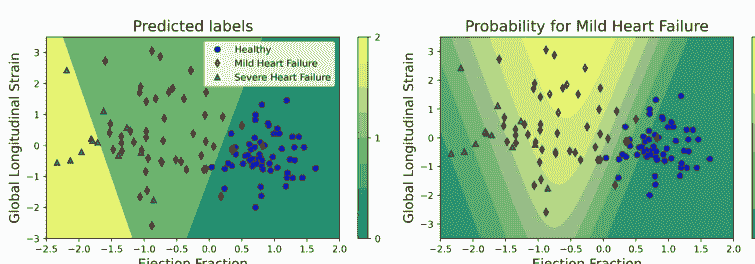 Predicted labels
Global Longitudinal Strain
3
2
1
0
−1
−2
−3
Healthy
Mild Heart Failure
Severe Heart Failure
−2.5 −2.0 −1.5 −1.0 −0.5 0.0 0.5 1.0 1.5 2.0
Ejection Fraction
2
1
0
Probability for Mild Heart Failure
Global Longitudinal Strain
3
2
1
0
−1
−2
−3
−2.5 −2.0 −1.5 −1.0 −0.5 0.0 0.5 1.0 1.5 2.0
Ejection Fraction